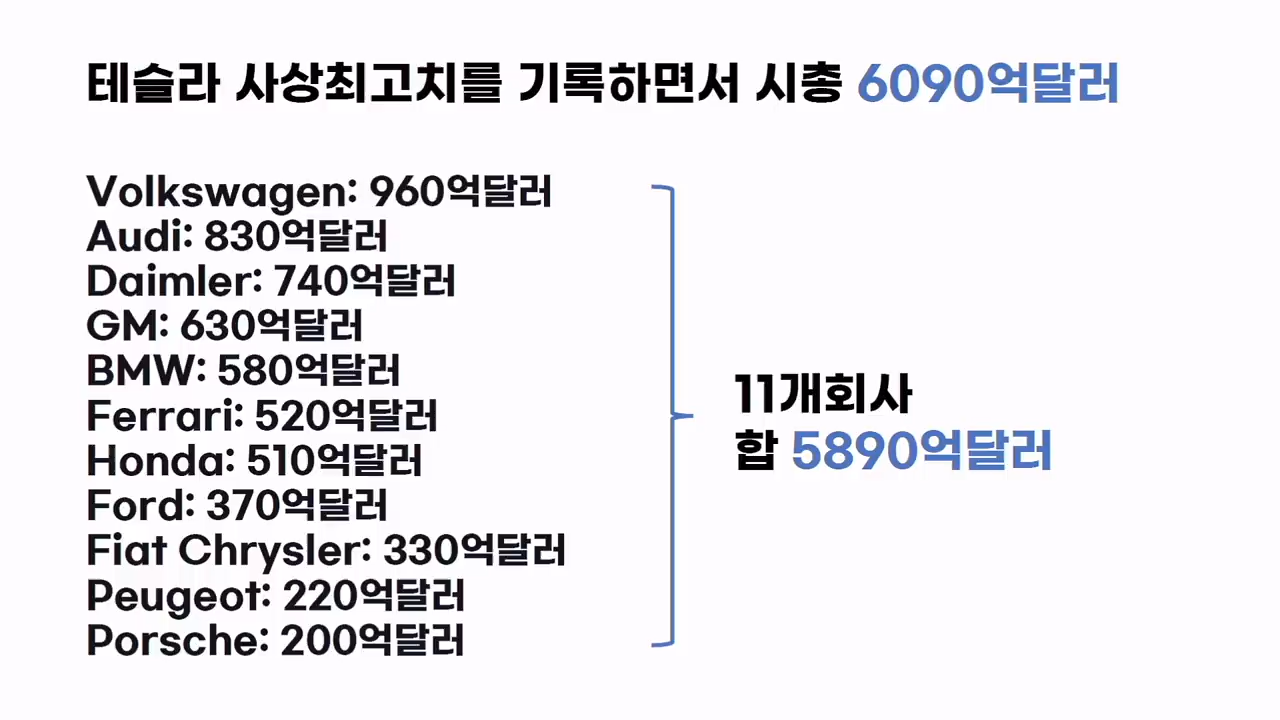 테슬라 사상최고치를 기록하면서 시총 6090억달러
Volkswagen: 960억달러
Audi: 830억달러
Daimler: 740억달러
GM: 630억달러
BMW: 580억달러
Ferrari: 520억달러
Honda: 510억달러
Ford: 370억달러
Fiat Chrysler: 330억달러
Peugeot: 220억달러
Porsche: 200억달러
11개회사
합 5890억달러